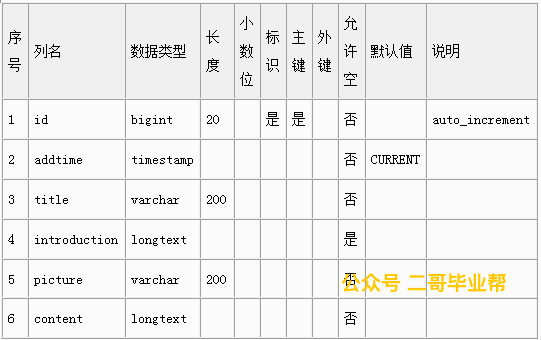 序号 列名 数据类型 长度 小数位 标识 主键 外键 允许空 默认值 说明
1 id bigint 20 是 是 否 auto_increment
2 addtime timestamp 否 CURRENT
3 title varchar 200 否
4 introduction longtext 是
5 picture varchar 200 否
公众号 二哥毕业帮
6 content longtext 否